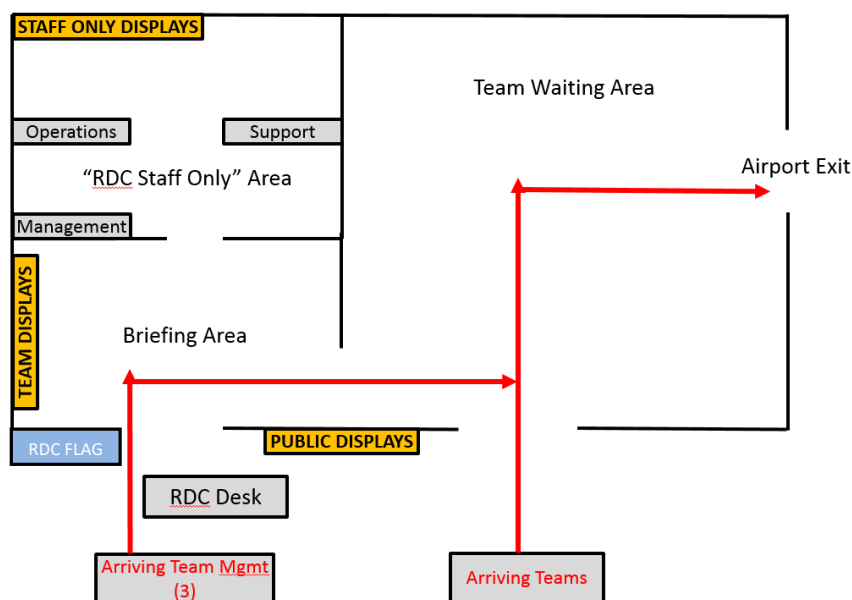 STAFF ONLY DISPLAYS
Team Waiting Area
Operations
Support
Airport Exit
“RDC Staff Only” Area
Management
TEAM DISPLAYS
Briefing Area
RDC FLAG
PUBLIC DISPLAYS
RDC Desk
Arriving Team Mgmt
(3)
Arriving Teams